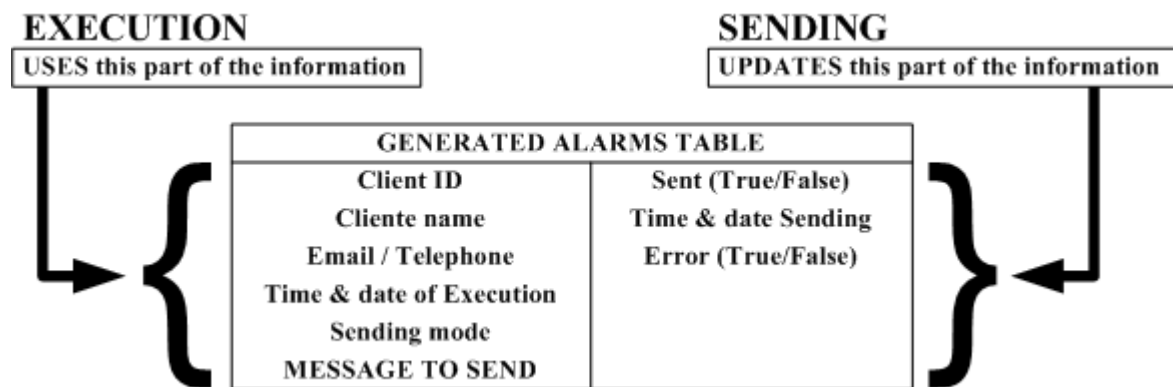 EXECUTION
USES this part of the information
SENDING
UPDATES this part of the information
GENERATED ALARMS TABLE
Client ID
Cliente name
Email / Telephone
Time & date of Execution
Sending mode
MESSAGE TO SEND
Sent (True/False)
Time & date Sending
Error (True/False)